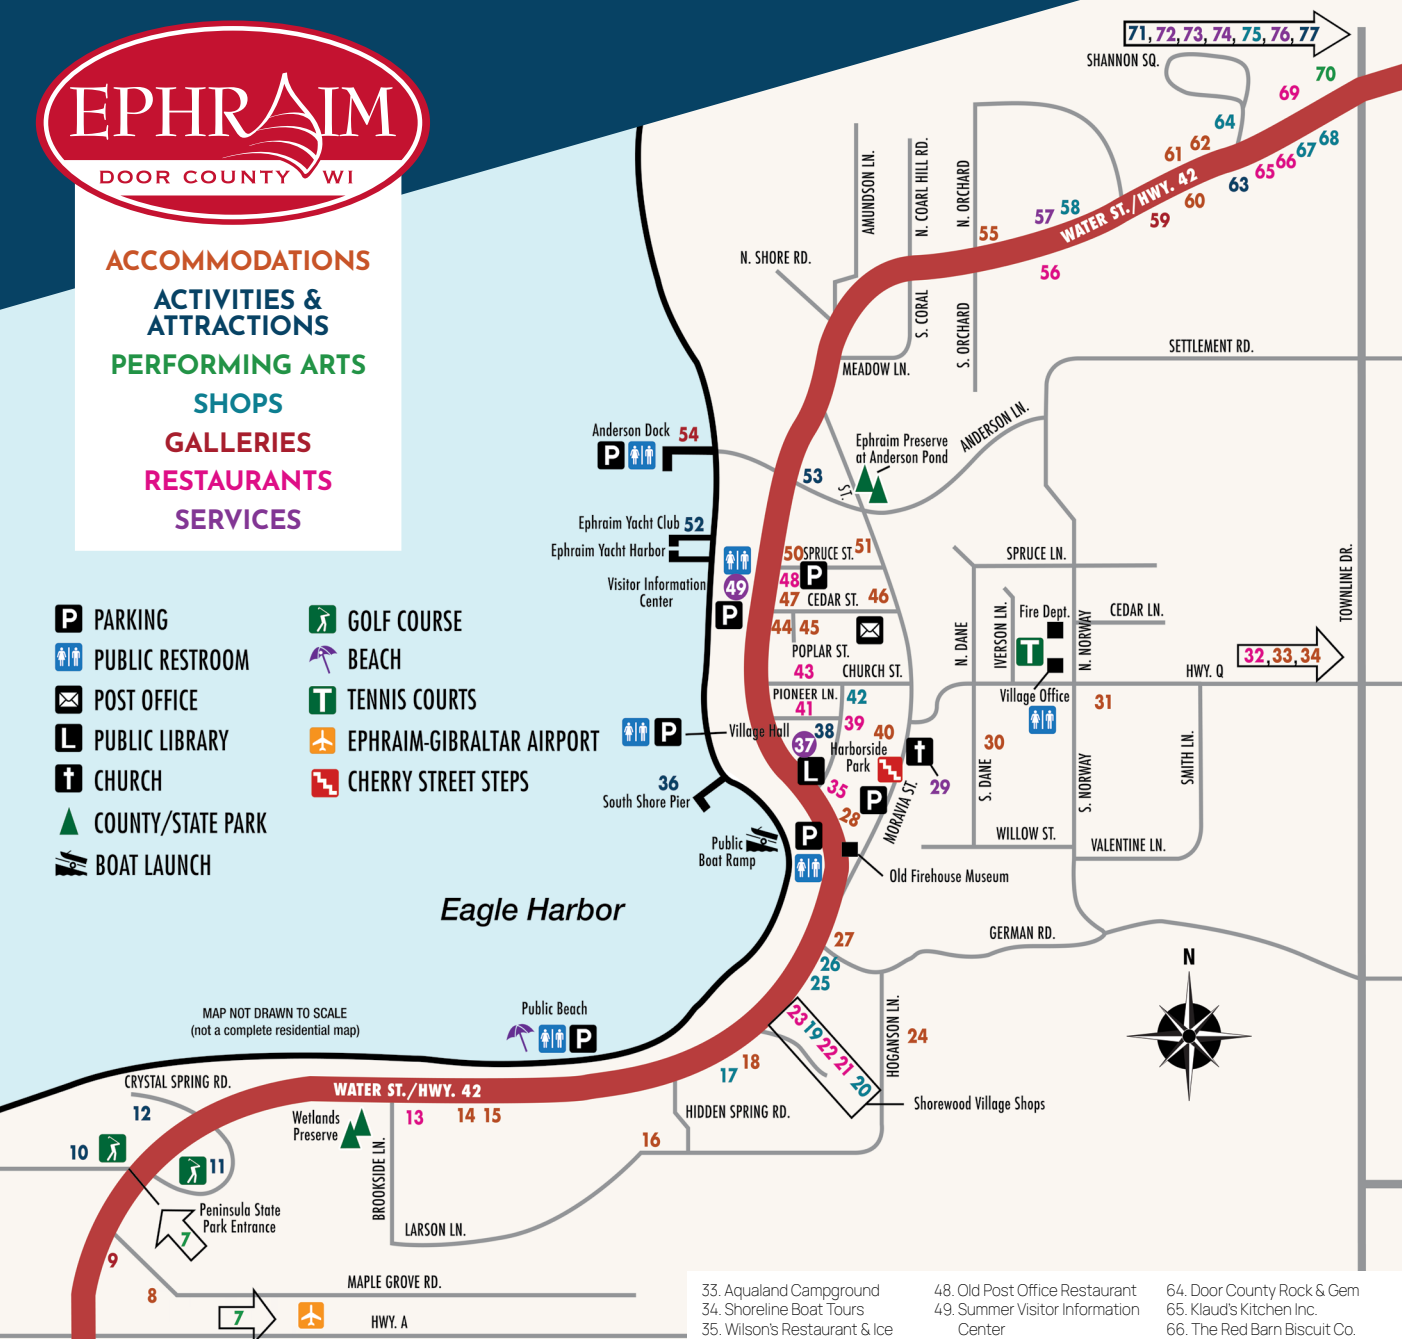 EPHRAIM
DOOR COUNTY WI
ACCOMMODATIONS
ACTIVITIES &
ATTRACTIONS
PERFORMING ARTS
SHOPS
GALLERIES
RESTAURANTS
SERVICES
P PARKING
PUBLIC RESTROOM
POST OFFICE
L PUBLIC LIBRARY
CHURCH
COUNTY/STATE PARK
BOAT LAUNCH
GOLF COURSE
BEACH
T TENNIS COURTS
EPHRAIM-GIBRALTAR AIRPORT
CHERRY STREET STEPS
71, 72, 73, 74, 75, 76, 77
SHANNON SQ.
70
69
64
68
67
66
65
62
61
63
60
59
WATER ST./HWY. 42
58
57
56
55
AMUNDSON LN.
N. COARL HILL RD.
N. ORCHARD
N. SHORE RD.
S. CORAL
S. ORCHARD
MEADOW LN.
SETTLEMENT RD.
ANDERSON LN.
Ephraim Preserve
at Anderson Pond
Anderson Dock 54
P
53
ST.
Ephraim Yacht Club 52
Ephraim Yacht Harbor
Visitor Information
Center
49
P
50 SPRUCE ST. 51
48 P
47 CEDAR ST. 46
44 45
POPLAR ST.
43 CHURCH ST.
PIONEER LN. 42
41
39
38
40
37
Village Hall
P
Harborside
Park
L
35
P
28
MORAVIA ST.
29
36
South Shore Pier
Public
Boat Ramp
P
Old Firehouse Museum
SPRUCE LN.
N. DANE
IVERSON LN.
Fire Dept.
T
N. NORWAY
CEDAR LN.
TOWNLINE DR.
32, 33, 34
HWY. Q
Village Office
31
30
S. DANE
S. NORWAY
SMITH LN.
WILLOW ST.
VALENTINE LN.
GERMAN RD.
N
Eagle Harbor
MAP NOT DRAWN TO SCALE
(not a complete residential map)
Public Beach
P
27
26
25
23 19 22 21 20
HOGANSON LN.
24
Shorewood Village Shops
18
17
HIDDEN SPRING RD.
16
WATER ST./HWY. 42
CRYSTAL SPRING RD.
12
Wetlands
Preserve
13
14 15
BROOKSIDE LN.
LARSON LN.
10
11
Peninsula State
Park Entrance
7
9
8
MAPLE GROVE RD.
7
HWY. A
33. Aqualand Campground
34. Shoreline Boat Tours
35. Wilson's Restaurant & Ice
48. Old Post Office Restaurant
49. Summer Visitor Information
Center
64. Door County Rock & Gem
65. Klaud's Kitchen Inc.
66. The Red Barn Biscuit Co.